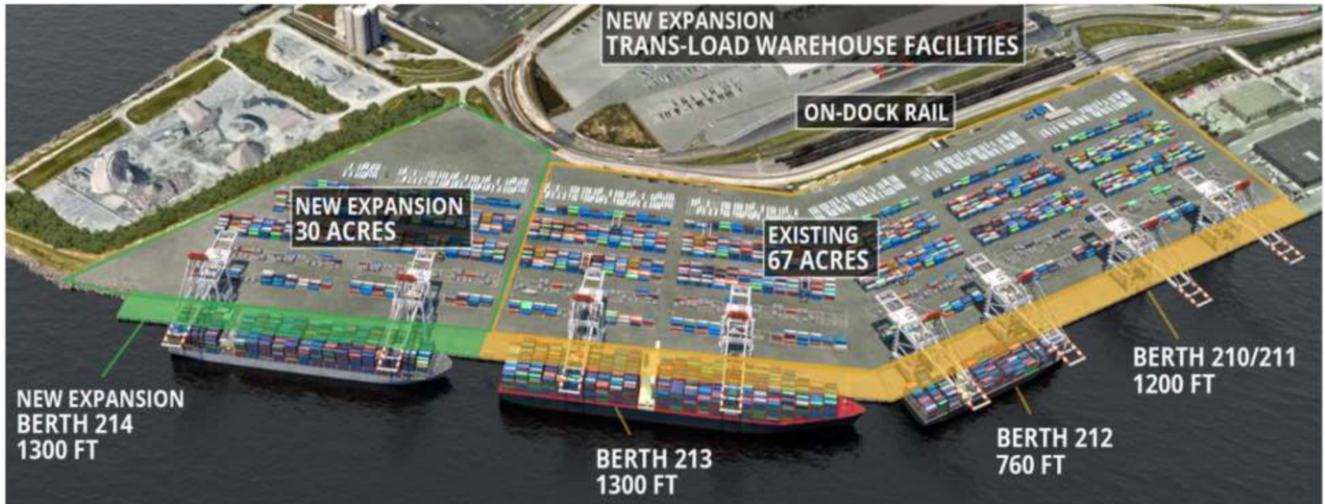 NEW EXPANSION
TRANS-LOAD WAREHOUSE FACILITIES
ON-DOCK RAIL
NEW EXPANSION
30 ACRES
EXISTING
67 ACRES
NEW EXPANSION
BERTH 214
1300 FT
BERTH 213
1300 FT
BERTH 212
760 FT
BERTH 210/211
1200 FT